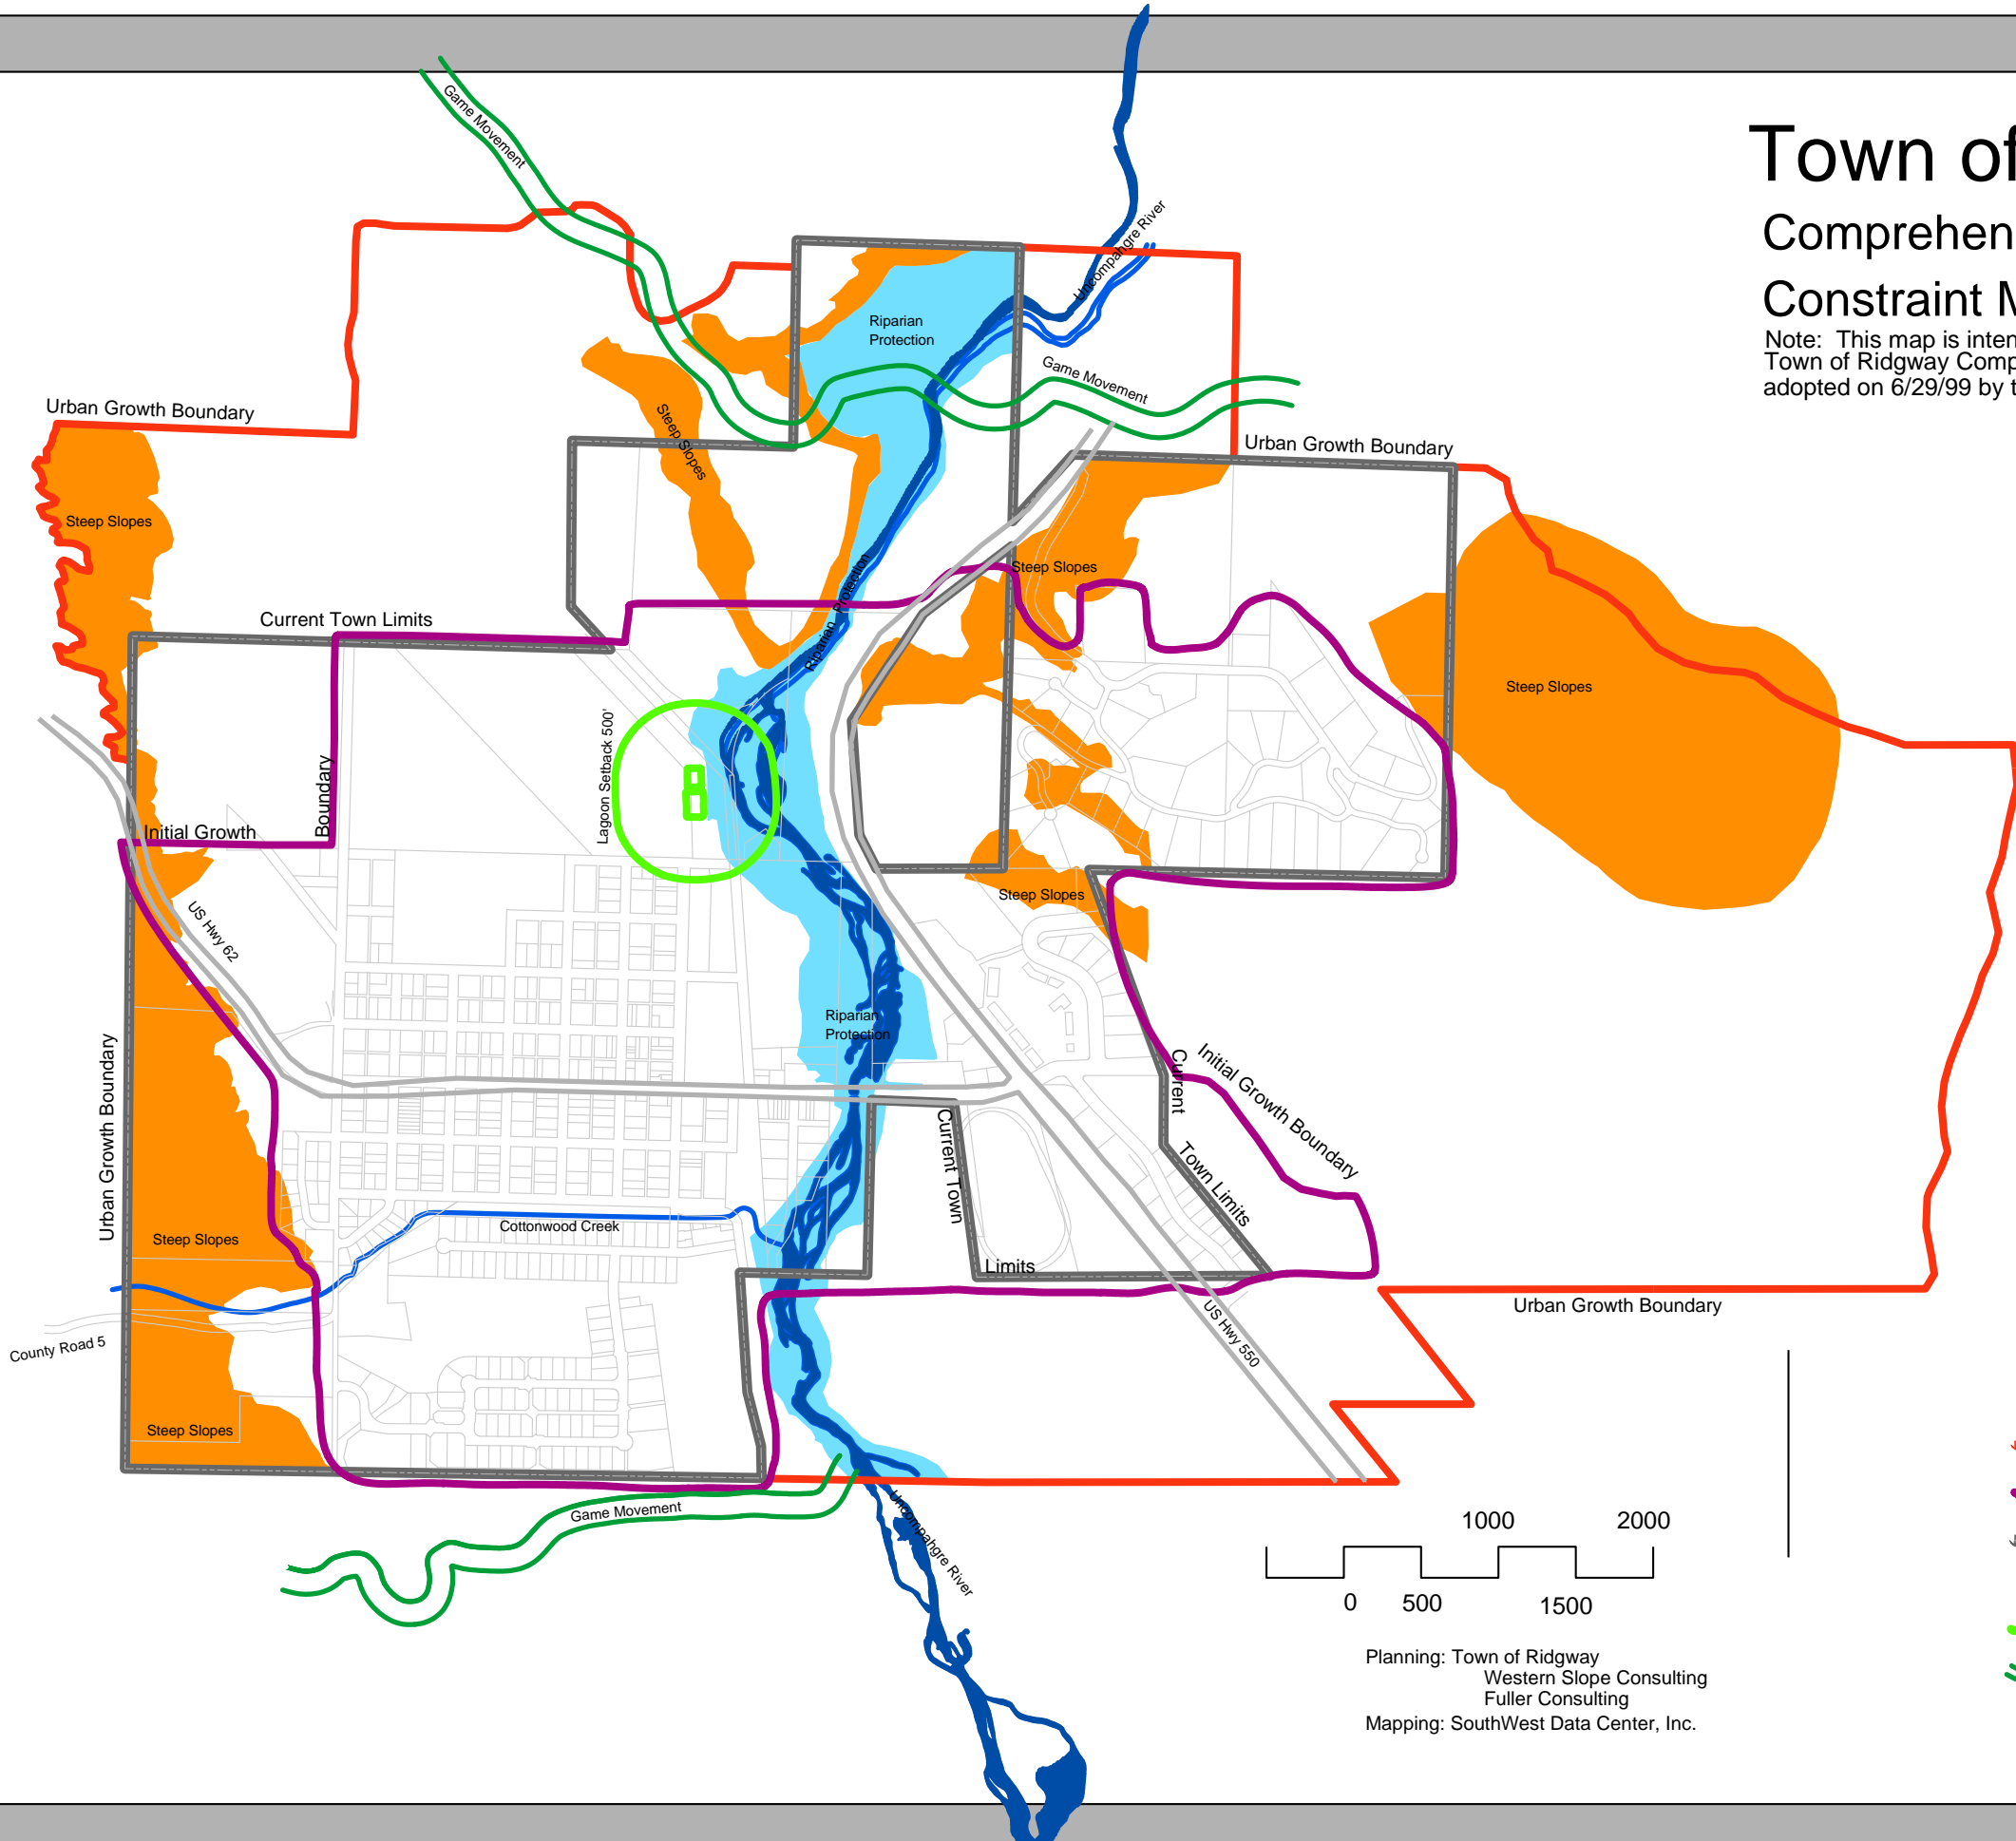 Town of
Comprehen
Constraint M
Note: This map is inten
Town of Ridgway Comp
adopted on 6/29/99 by t
Game Movement
Uncompahgre River
Riparian
Protection
Game Movement
Urban Growth Boundary
Urban Growth Boundary
Steep Slopes
Steep Slopes
Steep Slopes
Riparian Protection
Current Town Limits
Steep Slopes
Lagoon Setback 500'
Initial Growth
Boundary
Steep Slopes
US Hwy 62
Riparian
Protection
Urban Growth Boundary
Current
Town Limits
Initial Growth Boundary
Current Town
Limits
Cottonwood Creek
Steep Slopes
Urban Growth Boundary
US Hwy 550
County Road 5
Steep Slopes
Game Movement
Uncompahgre River
1000 2000
0 500 1500
Planning: Town of Ridgway
Western Slope Consulting
Fuller Consulting
Mapping: SouthWest Data Center, Inc.